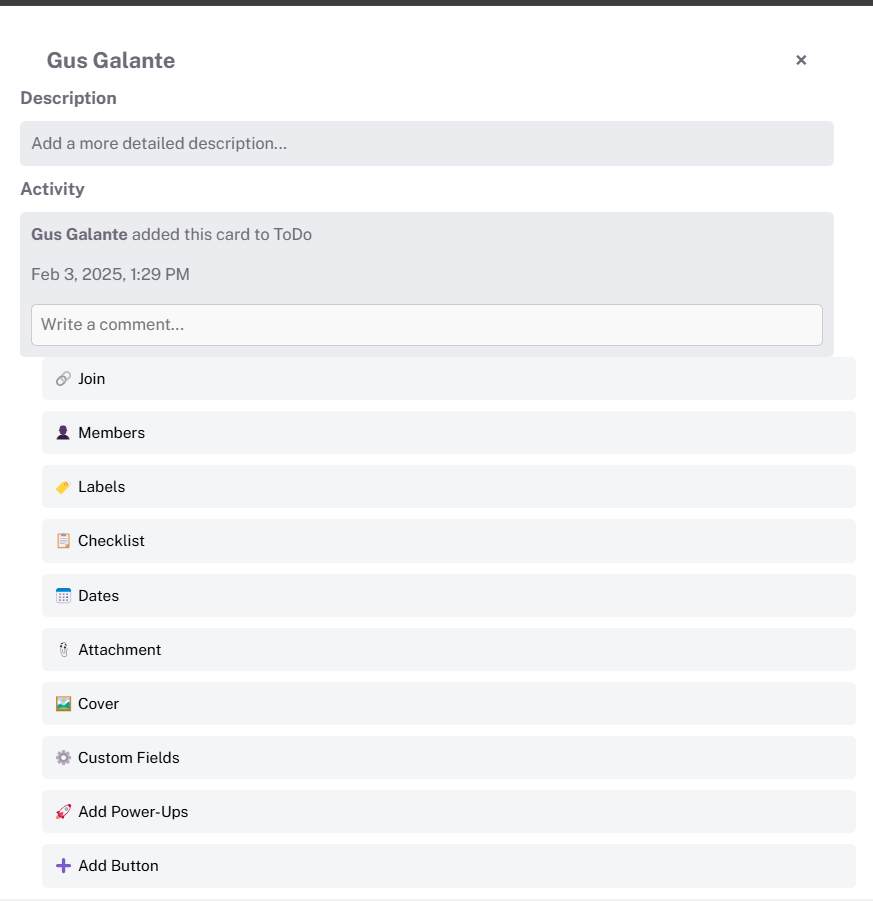 Gus Galante
×
Description
Add a more detailed description...
Activity
Gus Galante added this card to ToDo
Feb 3, 2025, 1:29 PM
Write a comment...
Join
Members
Labels
Checklist
Dates
Attachment
Cover
Custom Fields
Add Power-Ups
Add Button